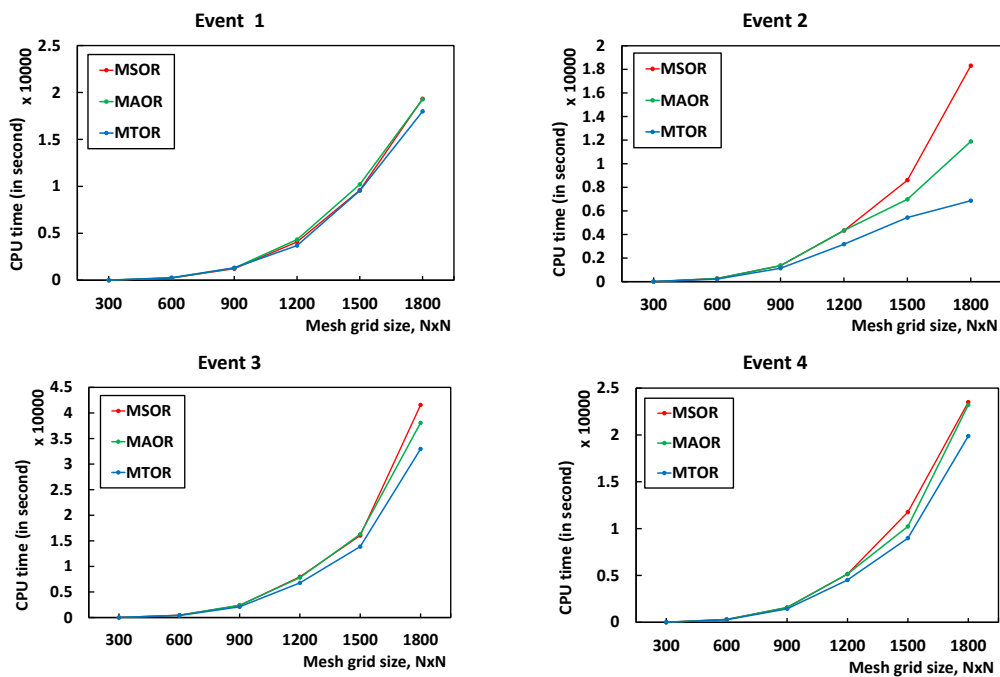 Event 1
CPU time (in second)
x 10000
2.5
2
1.5
1
0.5
0
MSOR
MAOR
MTOR
300 600 900 1200 1500 1800
Mesh grid size, NxN
Event 2
CPU time (in second)
x 10000
2
1.8
1.6
1.4
1.2
1
0.8
0.6
0.4
0.2
0
MSOR
MAOR
MTOR
300 600 900 1200 1500 1800
Mesh grid size, NxN
Event 3
CPU time (in second)
x 10000
4.5
4
3.5
3
2.5
2
1.5
1
0.5
0
MSOR
MAOR
MTOR
300 600 900 1200 1500 1800
Mesh grid size, NxN
Event 4
CPU time (in second)
x 10000
2.5
2
1.5
1
0.5
0
MSOR
MAOR
MTOR
300 600 900 1200 1500 1800
Mesh grid size, NxN